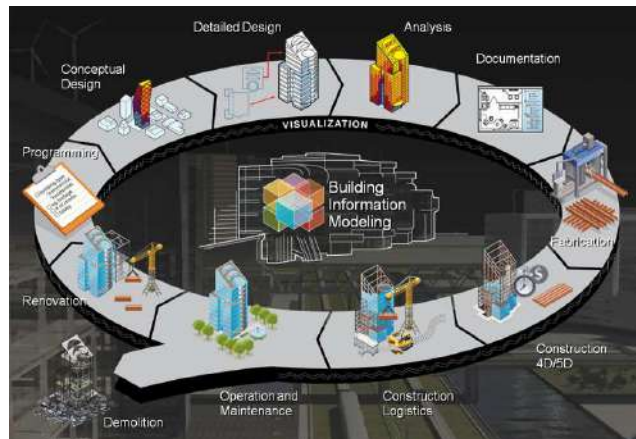 Detailed Design
Analysis
Conceptual
Design
Documentation
VISUALIZATION
Programming
Building
Information
Modeling
Fabrication
Renovation
Construction
4D/5D
Operation and
Maintenance
Construction
Logistics
Demolition